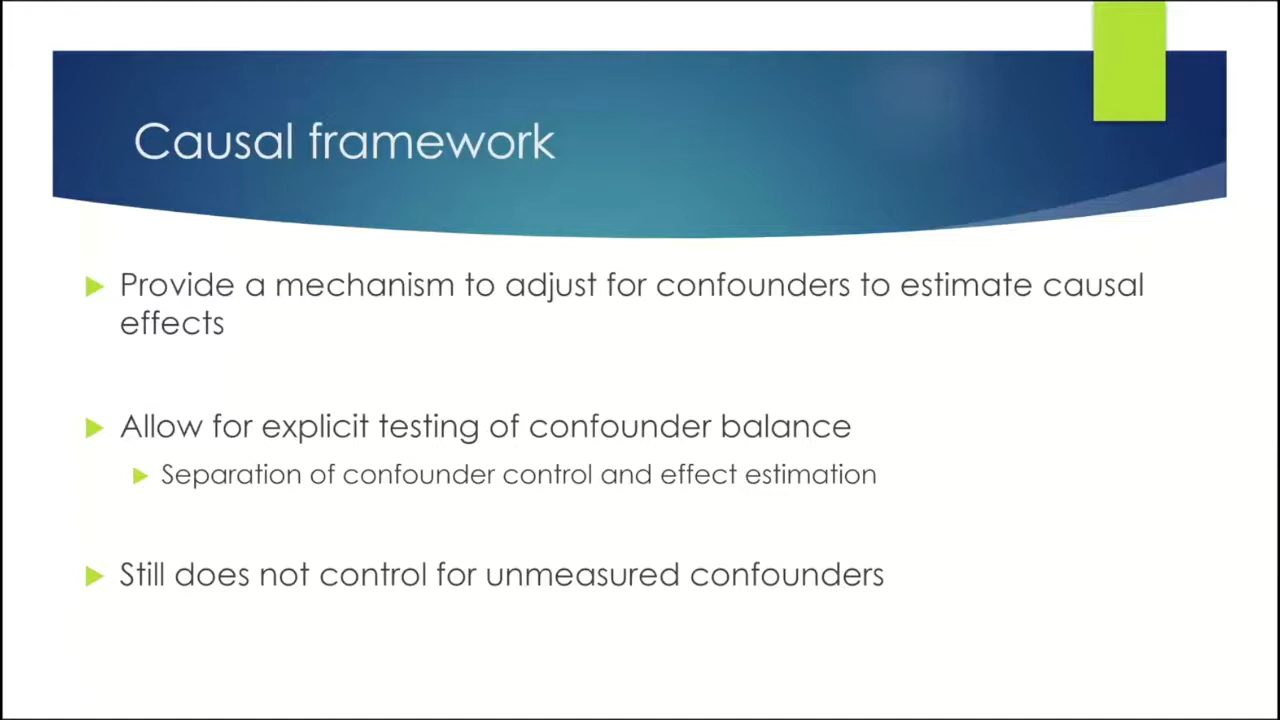 Causal framework
Provide a mechanism to adjust for confounders to estimate causal
effects
Allow for explicit testing of confounder balance
Separation of confounder control and effect estimation
Still does not control for unmeasured confounders